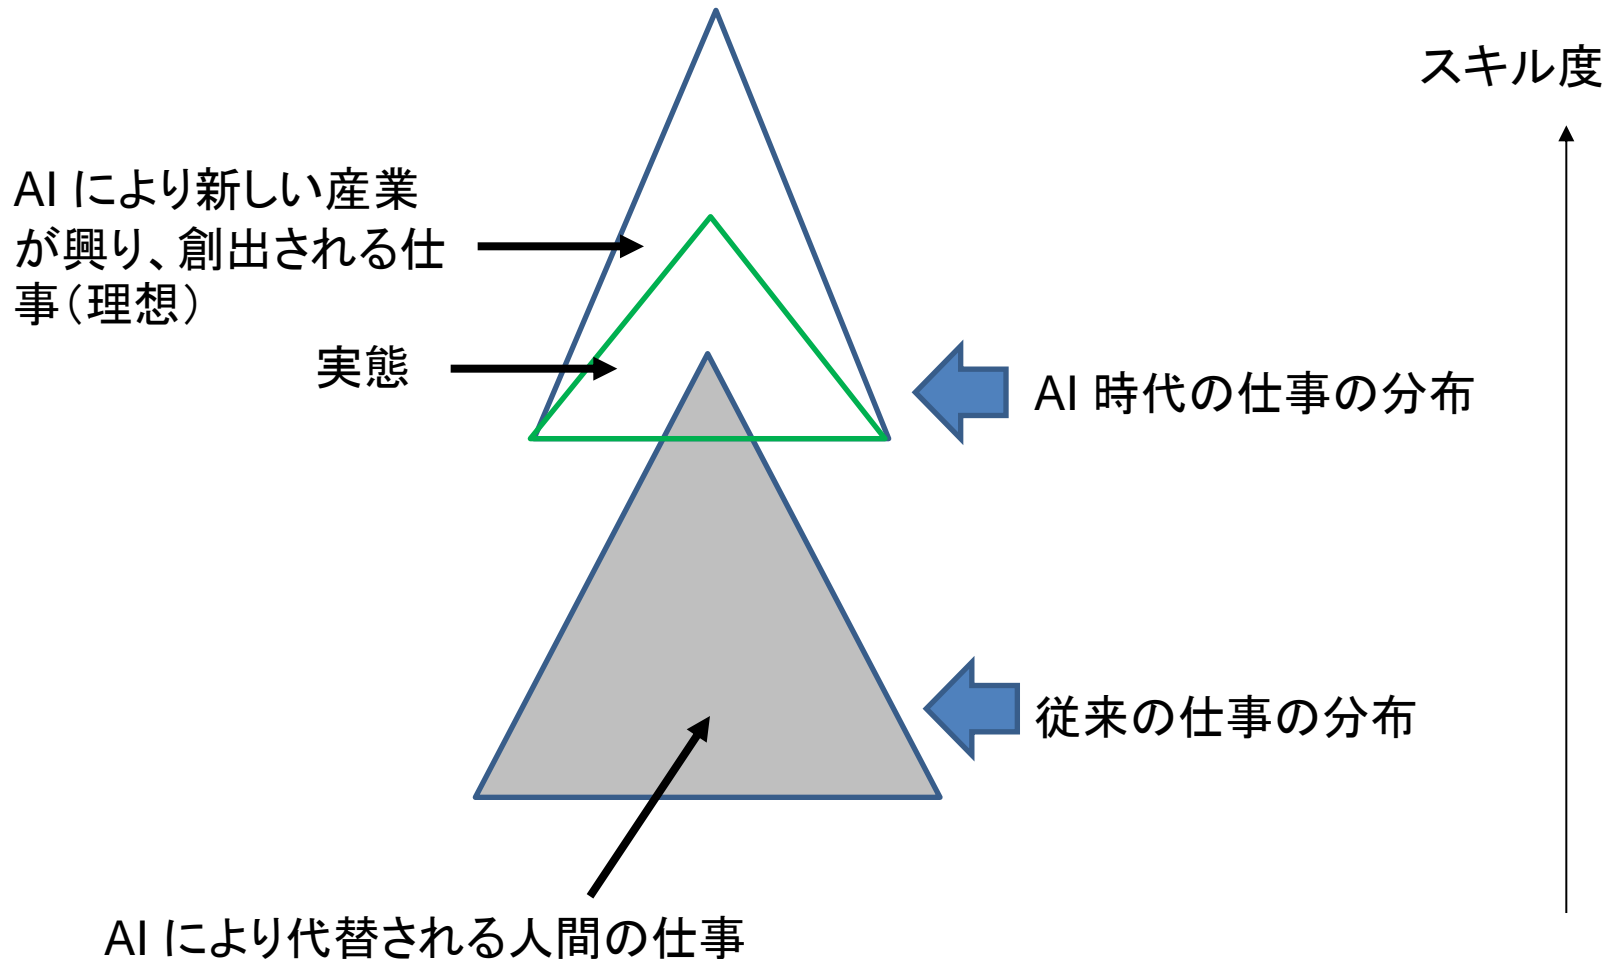 スキル度
AI により新しい産業
が興り、創出される仕
事（理想）
実態
AI 時代の仕事の分布
従来の仕事の分布
AI により代替される人間の仕事